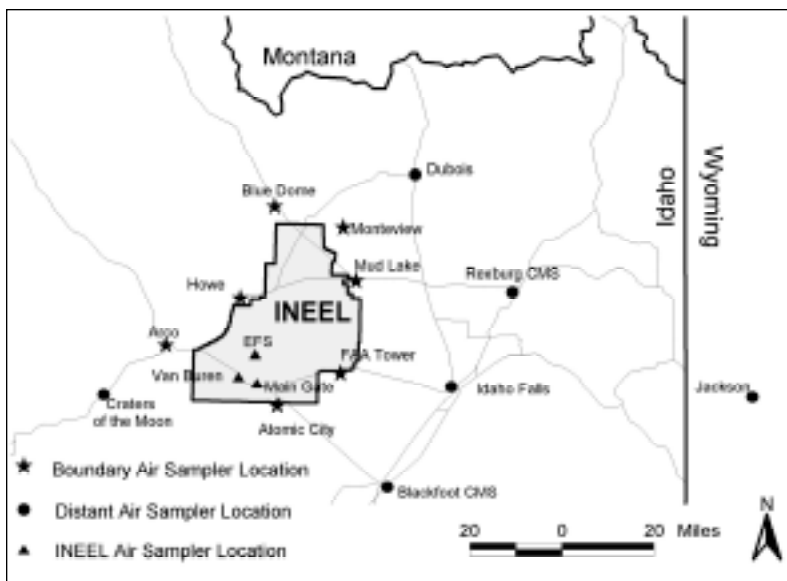 Montana
Idaho
Wyoming
Dubois
Blue Dome
Monteview
Mud Lake
Rexburg CMS
Howe
INEEL
Arco
EFS
FAA Tower
Van Buren
Main Gate
Idaho Falls
Jackson
Craters
of the Moon
Atomic City
Blackfoot CMS
Boundary Air Sampler Location
Distant Air Sampler Location
INEEL Air Sampler Location
N
20 0 20 Miles